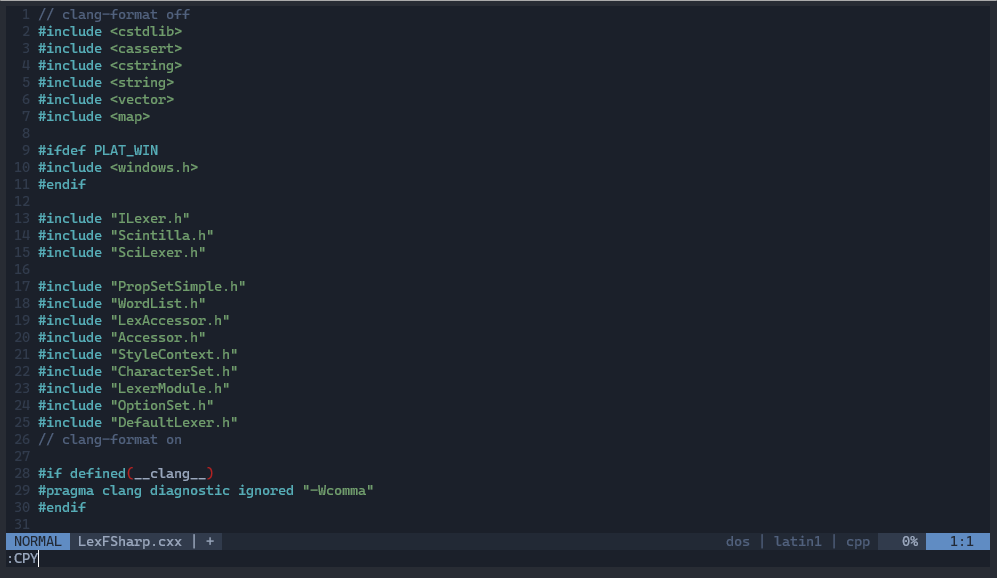 1 // clang-format off
2 #include <cstdlib>
3 #include <cassert>
4 #include <cstring>
5 #include <string>
6 #include <vector>
7 #include <map>
8
9 #ifdef PLAT_WIN
10 #include <windows.h>
11 #endif
12
13 #include "ILexer.h"
14 #include "Scintilla.h"
15 #include "SciLexer.h"
16
17 #include "PropSetSimple.h"
18 #include "WordList.h"
19 #include "LexAccessor.h"
20 #include "Accessor.h"
21 #include "StyleContext.h"
22 #include "CharacterSet.h"
23 #include "LexerModule.h"
24 #include "OptionSet.h"
25 #include "DefaultLexer.h"
26 // clang-format on
27
28 #if defined(__clang__)
29 #pragma clang diagnostic ignored "-Wcomma"
30 #endif
31
NORMAL LexFSharp.cxx | + dos | latin1 | cpp 0% 1:1
:CPY